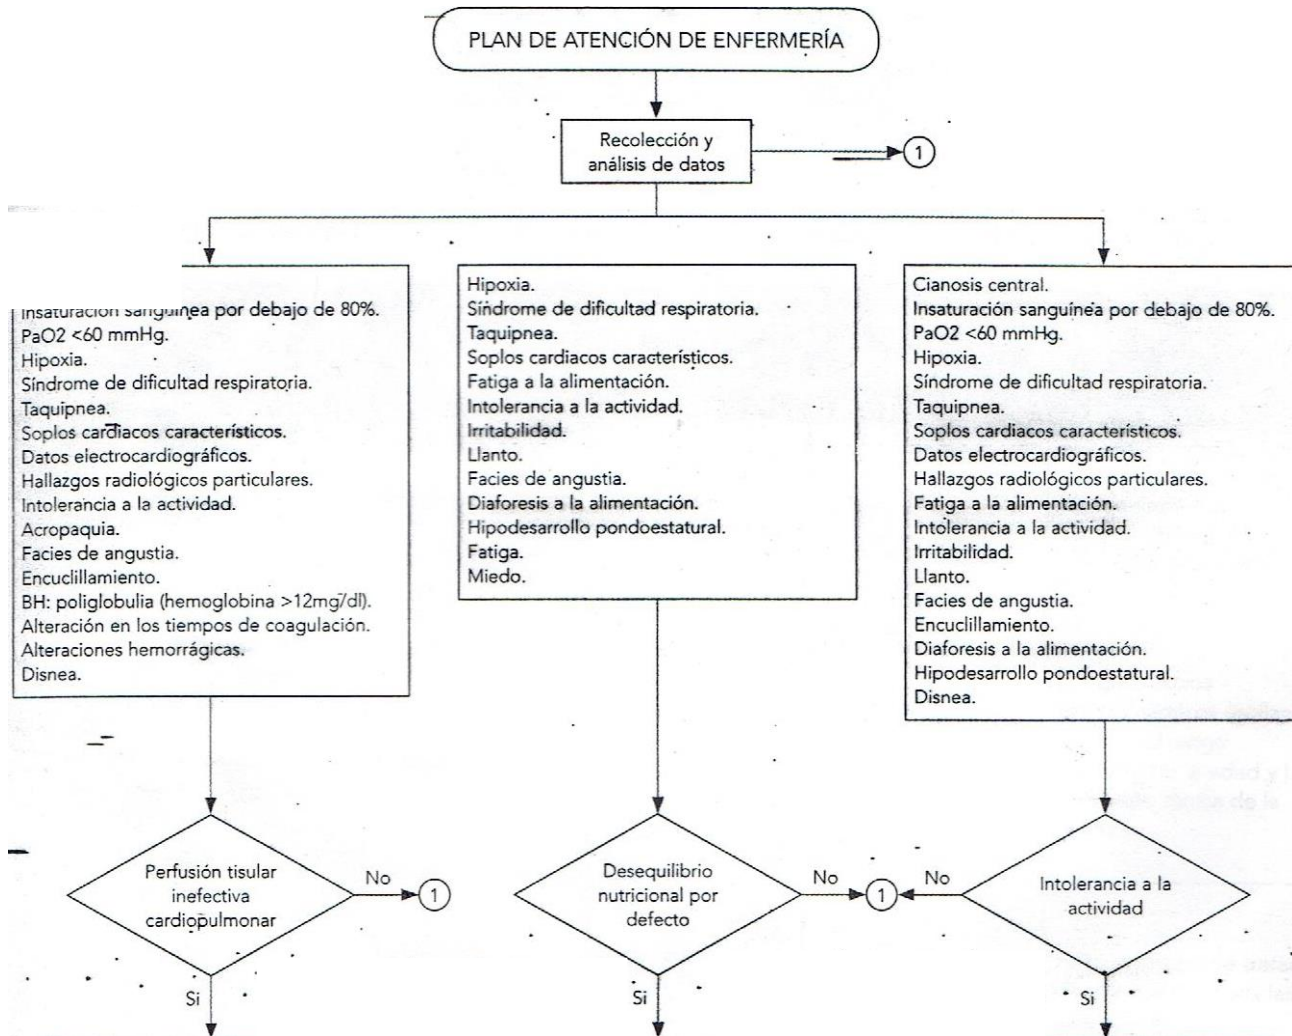 PLAN DE ATENCIÓN DE ENFERMERÍA
Recolección y
análisis de datos
1
Insaturación sanguínea por debajo de 80%.
PaO2 <60 mmHg.
Hipoxia.
Síndrome de dificultad respiratoria.
Taquipnea.
Soplos cardiacos característicos.
Datos electrocardiográficos.
Hallazgos radiológicos particulares.
Intolerancia a la actividad.
Acropaquia.
Facies de angustia.
Encuclillamiento.
BH: poliglobulia (hemoglobina >12mg/dl).
Alteración en los tiempos de coagulación.
Alteraciones hemorrágicas.
Disnea.
Hipoxia.
Síndrome de dificultad respiratoria.
Taquipnea.
Soplos cardiacos característicos.
Fatiga a la alimentación.
Intolerancia a la actividad.
Irritabilidad.
Llanto.
Facies de angustia.
Diaforesis a la alimentación.
Hipodesarrollo pondoestatural.
Fatiga.
Miedo.
Cianosis central.
Insaturación sanguínea por debajo de 80%.
PaO2 <60 mmHg.
Hipoxia.
Síndrome de dificultad respiratoria.
Taquipnea.
Soplos cardiacos característicos.
Datos electrocardiográficos.
Hallazgos radiológicos particulares.
Fatiga a la alimentación.
Intolerancia a la actividad.
Irritabilidad.
Llanto.
Facies de angustia.
Encuclillamiento.
Diaforesis a la alimentación.
Hipodesarrollo pondoestatural.
Disnea.
Perfusión tisular
inefectiva
cardiopulmonar
No
1
Si
Desequilibrio
nutricional por
defecto
No
1
Si
No
Intolerancia a la
actividad
Si